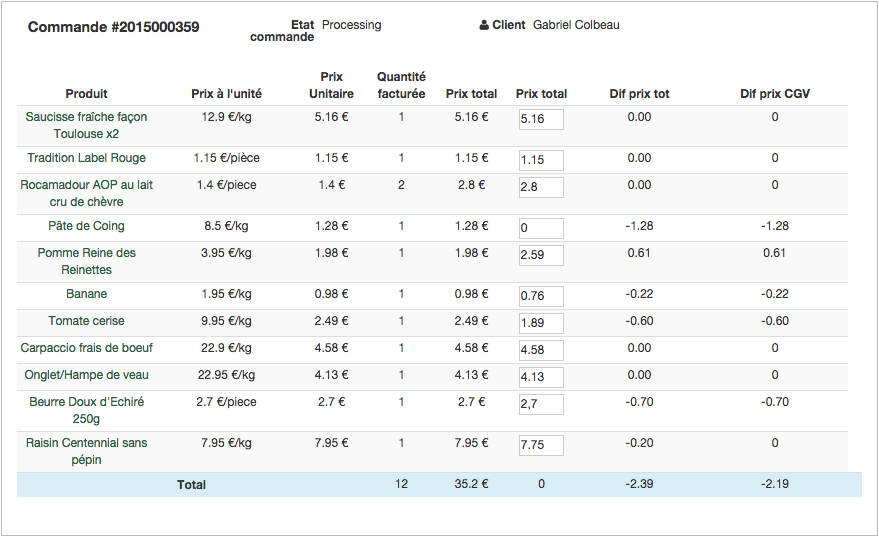 Commande #2015000359
Etat commande Processing
Client Gabriel Colbeau
Produit Prix à l'unité Prix Unitaire Quantité facturée Prix total Prix total Dif prix tot Dif prix CGV
Saucisse fraîche façon Toulouse x2 12.9 €/kg 5.16 € 1 5.16 € 5.16 0.00 0
Tradition Label Rouge 1.15 €/pièce 1.15 € 1 1.15 € 1.15 0.00 0
Rocamadour AOP au lait cru de chèvre 1.4 €/piece 1.4 € 2 2.8 € 2.8 0.00 0
Pâte de Coing 8.5 €/kg 1.28 € 1 1.28 € 0 -1.28 -1.28
Pomme Reine des Reinettes 3.95 €/kg 1.98 € 1 1.98 € 2.59 0.61 0.61
Banane 1.95 €/kg 0.98 € 1 0.98 € 0.76 -0.22 -0.22
Tomate cerise 9.95 €/kg 2.49 € 1 2.49 € 1.89 -0.60 -0.60
Carpaccio frais de boeuf 22.9 €/kg 4.58 € 1 4.58 € 4.58 0.00 0
Onglet/Hampe de veau 22.95 €/kg 4.13 € 1 4.13 € 4.13 0.00 0
Beurre Doux d'Echiré 250g 2.7 €/piece 2.7 € 1 2.7 € 2,7 -0.70 -0.70
Raisin Centennial sans pépin 7.95 €/kg 7.95 € 1 7.95 € 7.75 -0.20 0
Total 12 35.2 € 0 -2.39 -2.19